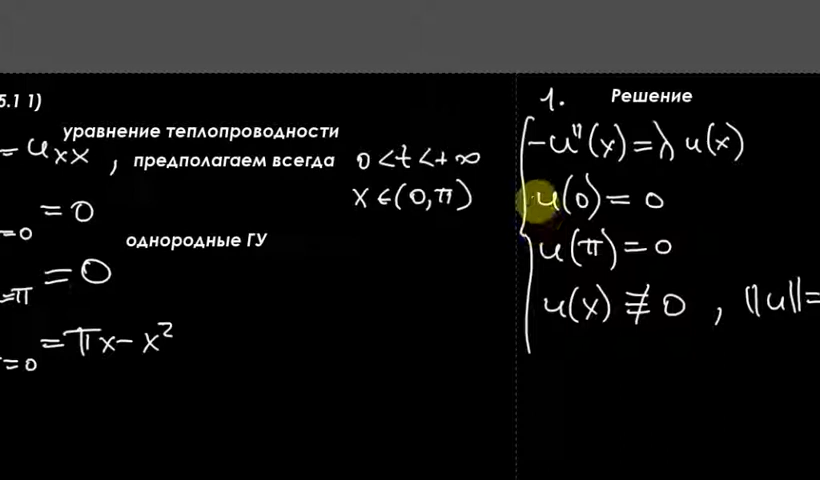 5.1 1)
уравнение теплопроводности
= uxx , предполагаем всегда 0 < t < +∞
x ∈ (0, π)
=0 = 0
однородные ГУ
=π = 0
=0 = πx - x²
1. Решение
-u"(x) = λ u(x)
u(0) = 0
u(π) = 0
u(x) ≢ 0 , ||u|| =